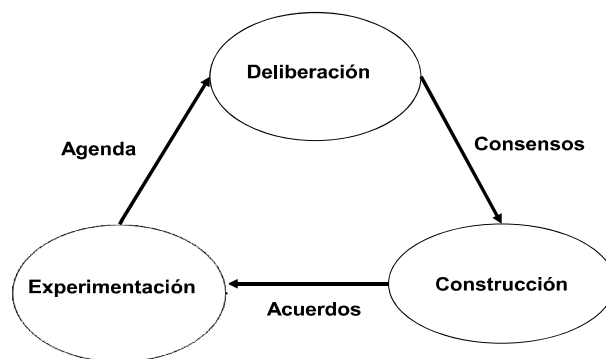 Deliberación
Agenda
Consensos
Experimentación
Construcción
Acuerdos